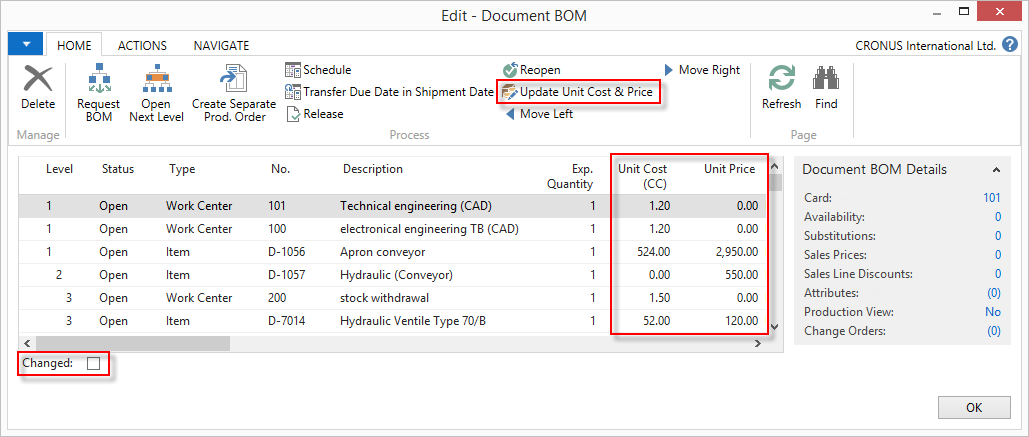 Edit - Document BOM
HOME ACTIONS NAVIGATE CRONUS International Ltd. ?
Delete
Manage
Request BOM
Open Next Level
Create Separate Prod. Order
Schedule
Transfer Due Date in Shipment Date
Release
Reopen
Update Unit Cost & Price
Move Left
Move Right
Process
Refresh
Find
Page
Level Status Type No. Description Exp. Quantity Unit Cost (CC) Unit Price
1 Open Work Center 101 Technical engineering (CAD) 1 1.20 0.00
1 Open Work Center 100 electronical engineering TB (CAD) 1 1.20 0.00
1 Open Item D-1056 Apron conveyor 1 524.00 2,950.00
2 Open Item D-1057 Hydraulic (Conveyor) 1 0.00 550.00
3 Open Work Center 200 stock withdrawal 1 1.50 0.00
3 Open Item D-7014 Hydraulic Ventile Type 70/B 1 52.00 120.00
Changed:
Document BOM Details
Card: 101
Availability: 0
Substitutions: 0
Sales Prices: 0
Sales Line Discounts: 0
Attributes: (0)
Production View: No
Change Orders: (0)
OK